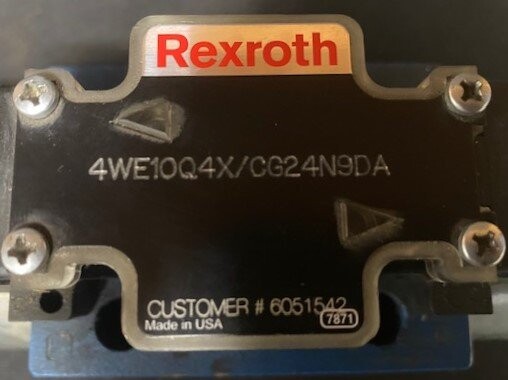 Rexroth
4WE10Q4X/CG24N9DA
CUSTOMER # 6051542
Made in USA
7871